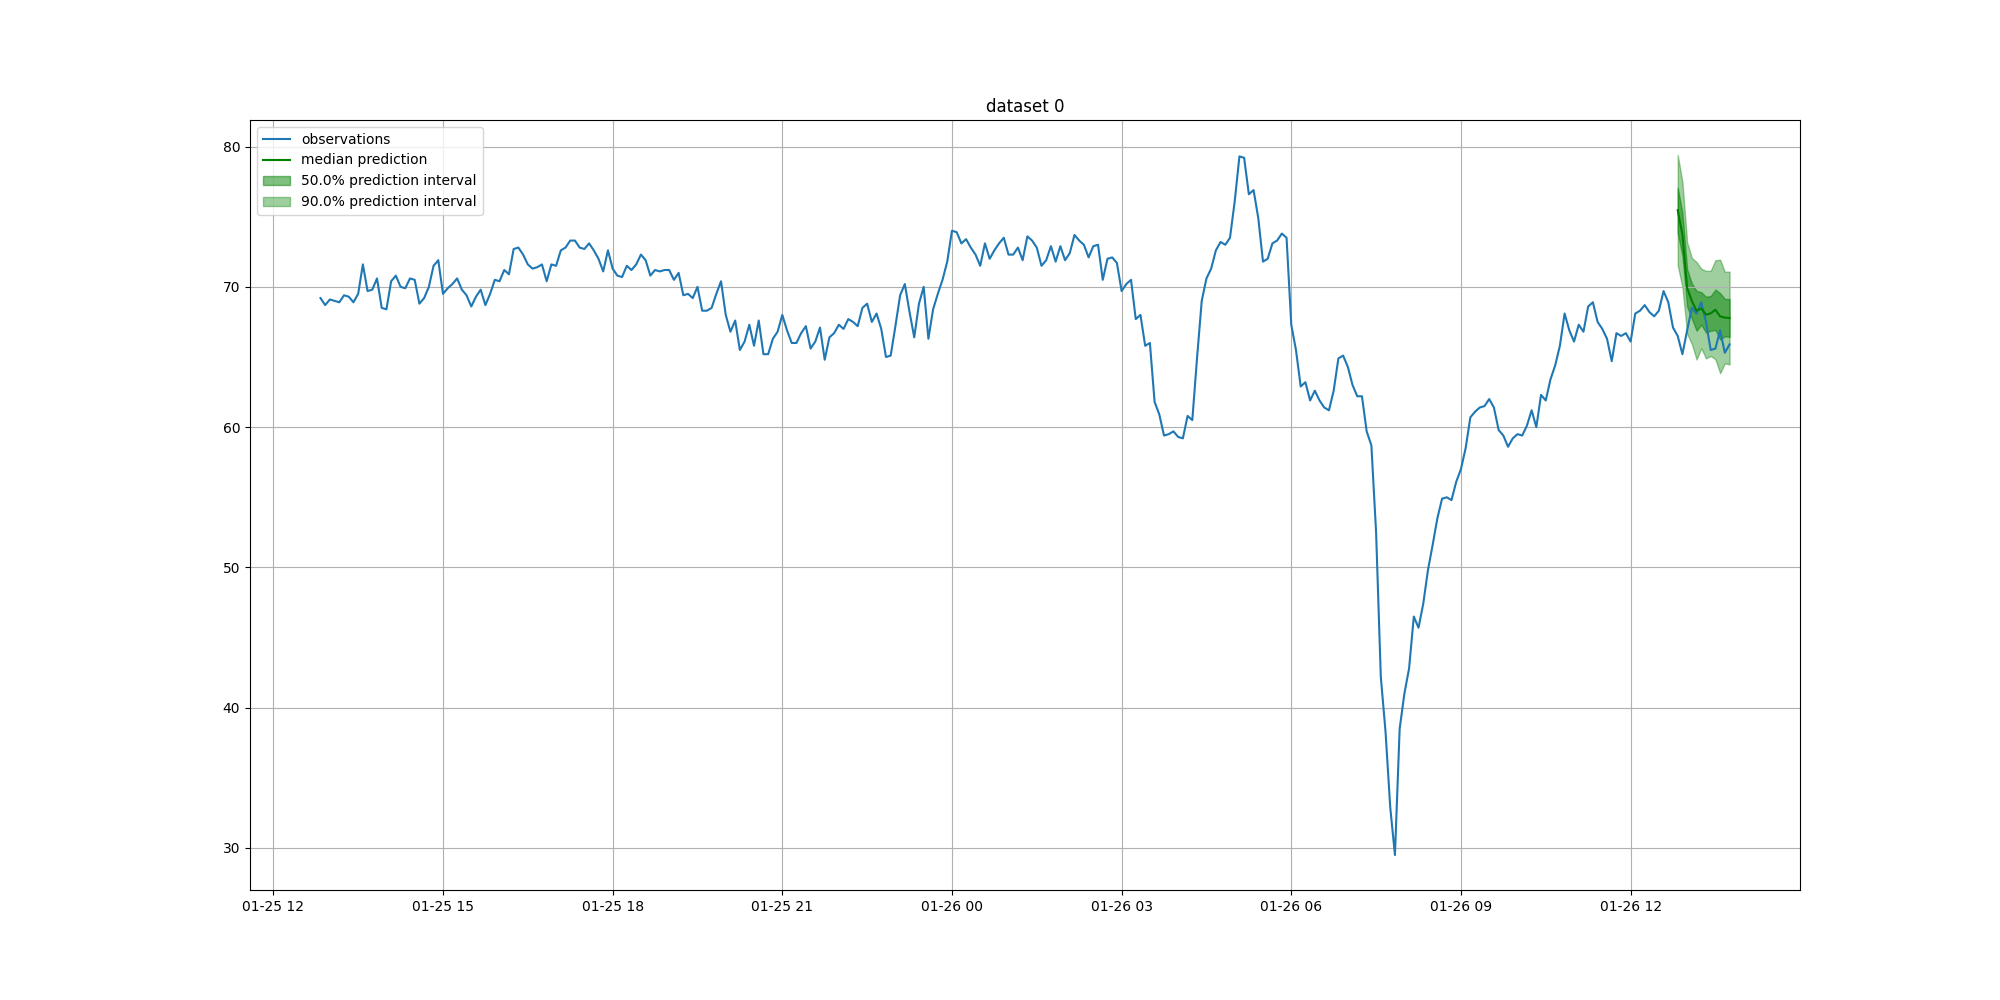 dataset 0
observations
median prediction
50.0% prediction interval
90.0% prediction interval
80
70
60
50
40
30
01-25 12 01-25 15 01-25 18 01-25 21 01-26 00 01-26 03 01-26 06 01-26 09 01-26 12